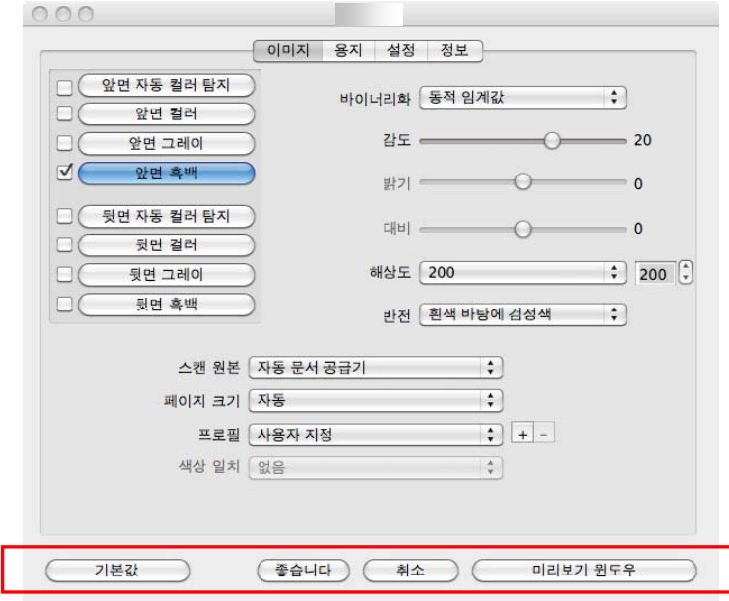 이미지 용지 설정 정보
앞면 자동 컬러 탐지
앞면 컬러
앞면 그레이
앞면 흑백
뒷면 자동 컬러 탐지
뒷면 컬러
뒷면 그레이
뒷면 흑백
바이너리화 동적 임계값
감도 20
밝기 0
대비 0
해상도 200 200
반전 흰색 바탕에 검성색
스캔 원본 자동 문서 공급기
페이지 크기 자동
프로필 사용자 지정 + -
색상 일치 없음
기본값 좋습니다 취소 미리보기 윈도우